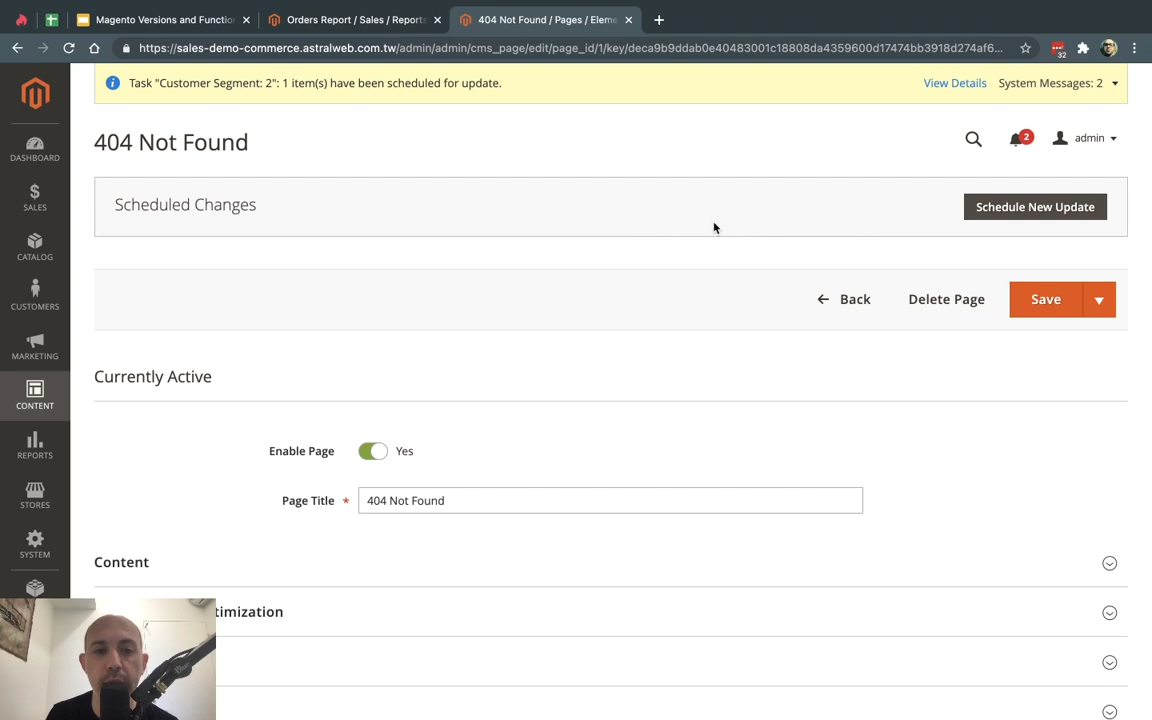 Magento Versions and Function
Orders Report / Sales / Reports
404 Not Found / Pages / Eleme
https://sales-demo-commerce.astralweb.com.tw/admin/admin/cms_page/edit/page_id/1/key/deca9b9ddab0e40483001c18808da4359600d17474bb3918d274af6...
32
Task "Customer Segment: 2": 1 item(s) have been scheduled for update.
View Details
System Messages: 2
404 Not Found
2
admin
DASHBOARD
SALES
CATALOG
CUSTOMERS
MARKETING
CONTENT
REPORTS
STORES
SYSTEM
Scheduled Changes
Schedule New Update
Back
Delete Page
Save
Currently Active
Enable Page
Yes
Page Title *
404 Not Found
Content
timization